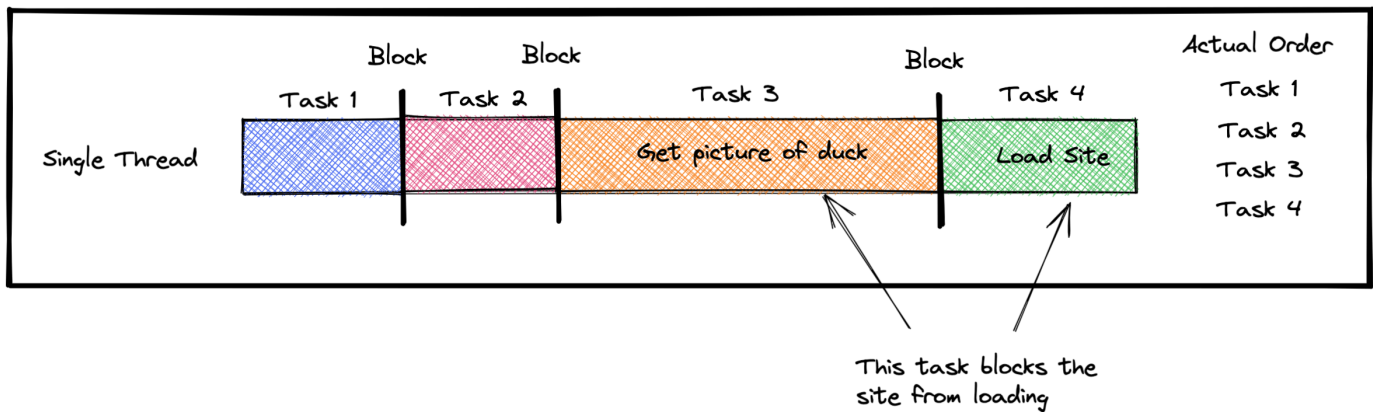 Actual Order
Block
Block
Block
Task 1
Task 2
Task 3
Task 4
Task 1
Task 2
Single Thread
Get picture of duck
Load Site
Task 3
Task 4
This task blocks the
site from loading